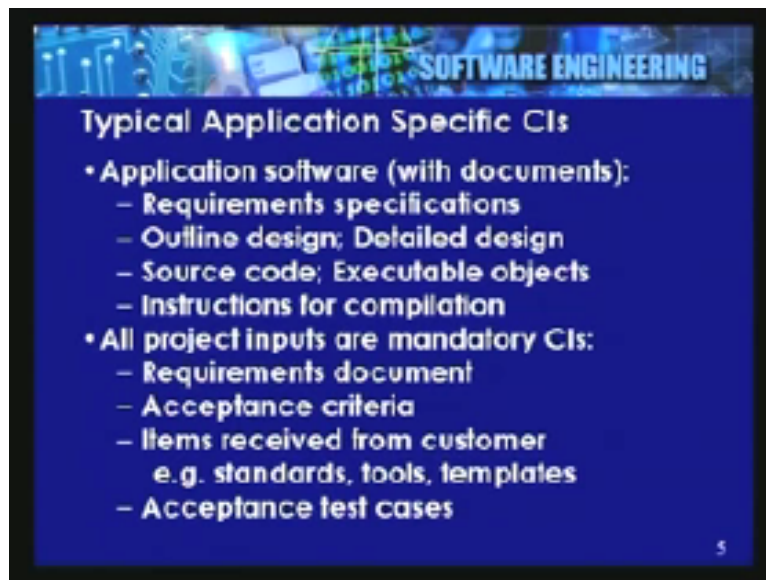 SOFTWARE ENGINEERING
Typical Application Specific CIs
• Application software (with documents):
– Requirements specifications
– Outline design; Detailed design
– Source code; Executable objects
– Instructions for compilation
• All project inputs are mandatory CIs:
– Requirements document
– Acceptance criteria
– Items received from customer
e.g. standards, tools, templates
– Acceptance test cases
5